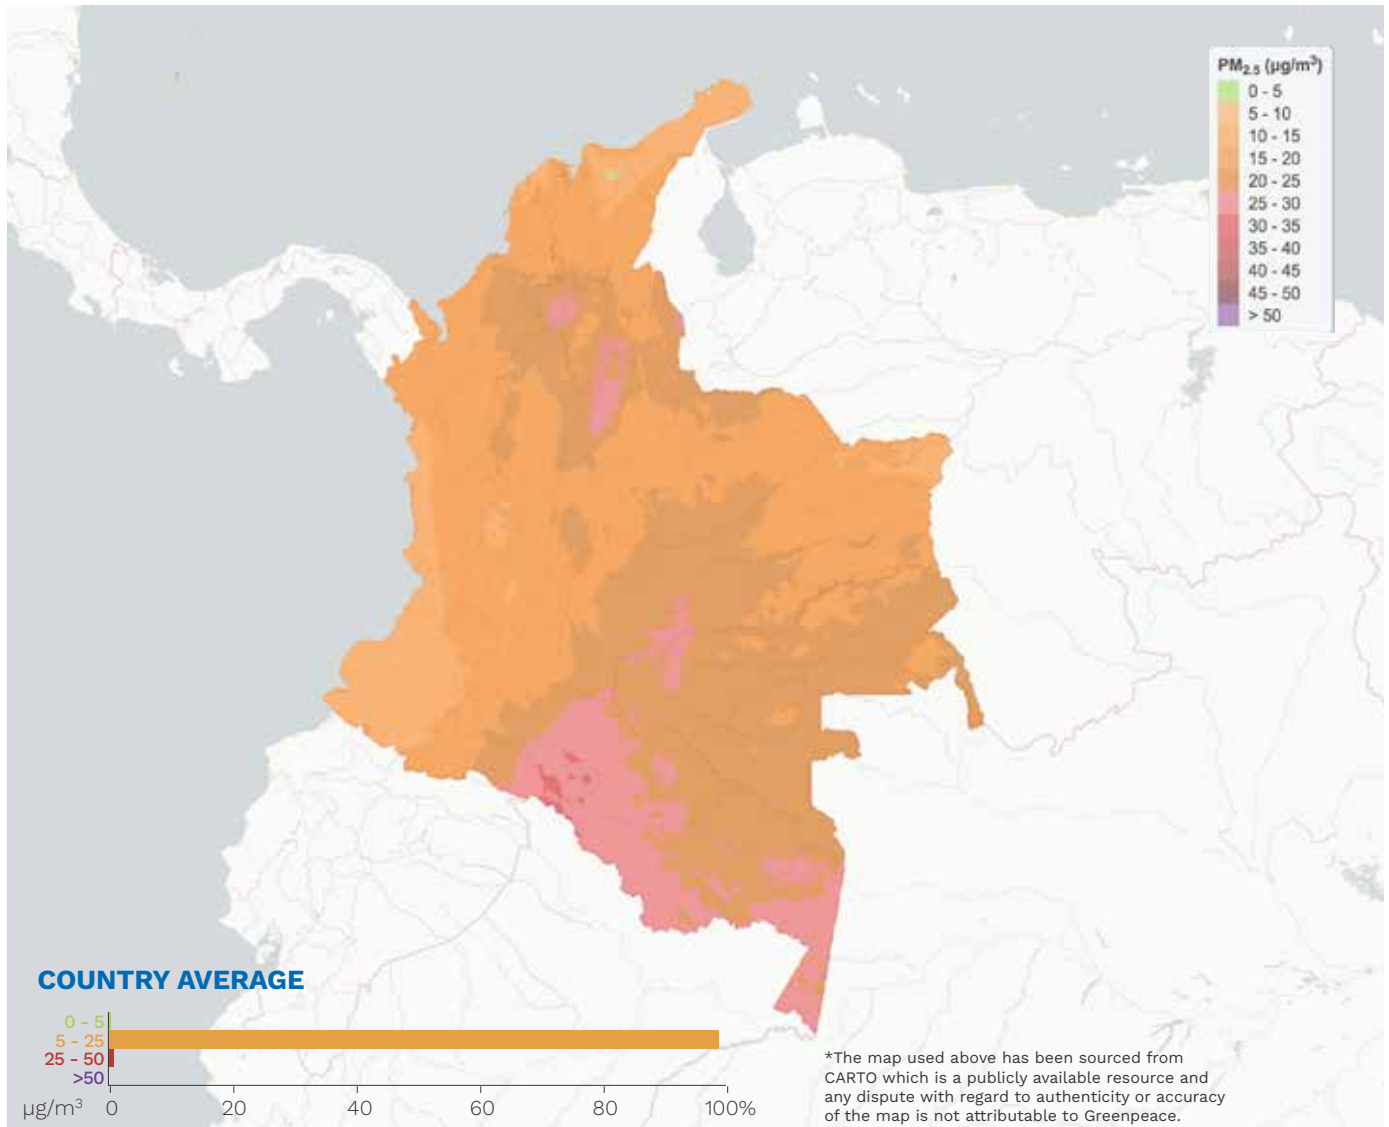 PM2.5 (µg/m³)
0 - 5
5 - 10
10 - 15
15 - 20
20 - 25
25 - 30
30 - 35
35 - 40
40 - 45
45 - 50
> 50
COUNTRY AVERAGE
0 - 5
5 - 25
25 - 50
>50
µg/m³ 0 20 40 60 80 100%
*The map used above has been sourced from
CARTO which is a publicly available resource and
any dispute with regard to authenticity or accuracy
of the map is not attributable to Greenpeace.